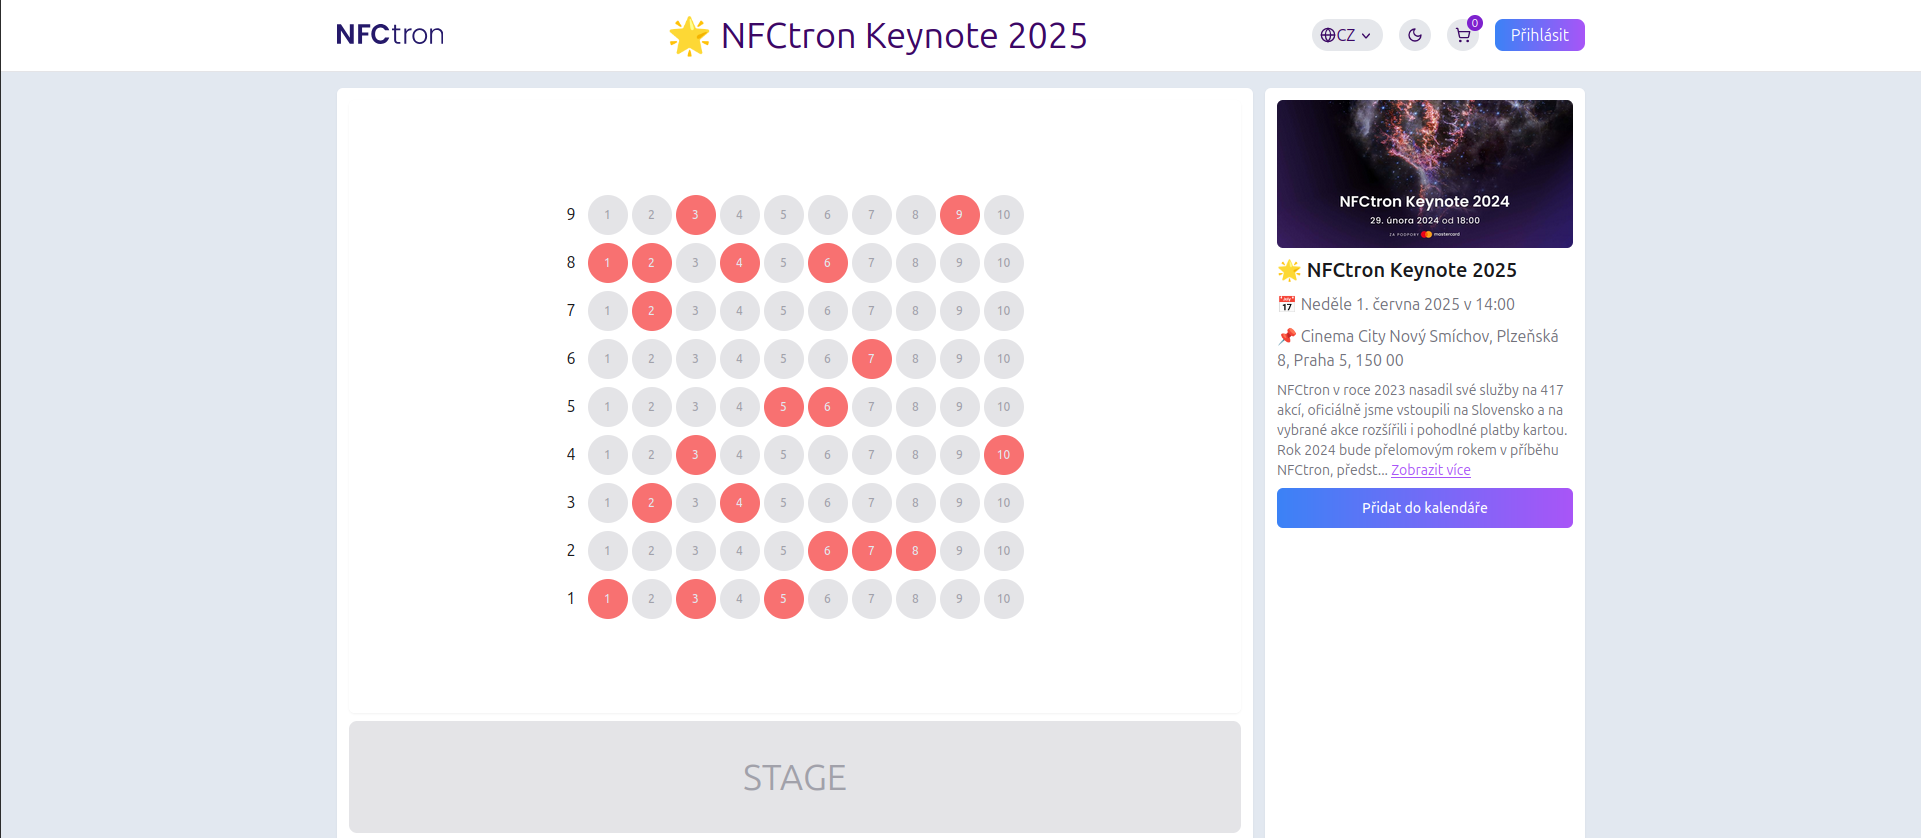 NFCtron
🌟 NFCtron Keynote 2025
CZ
0
Přihlásit
9 1 2 3 4 5 6 7 8 9 10
8 1 2 3 4 5 6 7 8 9 10
7 1 2 3 4 5 6 7 8 9 10
6 1 2 3 4 5 6 7 8 9 10
5 1 2 3 4 5 6 7 8 9 10
4 1 2 3 4 5 6 7 8 9 10
3 1 2 3 4 5 6 7 8 9 10
2 1 2 3 4 5 6 7 8 9 10
1 1 2 3 4 5 6 7 8 9 10
STAGE
NFCtron Keynote 2024
29. února 2024 od 18:00
ZA PODPORY mastercard
🌟 NFCtron Keynote 2025
📅 Neděle 1. června 2025 v 14:00
📌 Cinema City Nový Smíchov, Plzeňská
8, Praha 5, 150 00
NFCtron v roce 2023 nasadil své služby na 417
akcí, oficiálně jsme vstoupili na Slovensko a na
vybrané akce rozšířili i pohodlné platby kartou.
Rok 2024 bude přelomovým rokem v příběhu
NFCtron, předst... Zobrazit více
Přidat do kalendáře